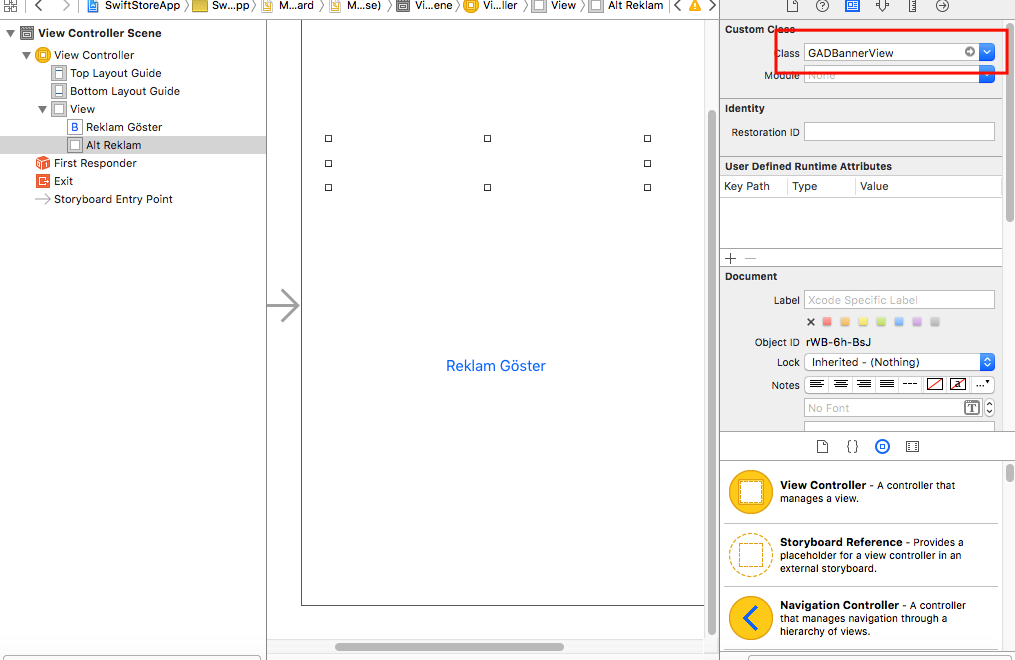 SwiftStoreApp
Sw...pp
M...ard
M...se)
Vi...ene
Vi...ller
View
Alt Reklam
View Controller Scene
View Controller
Top Layout Guide
Bottom Layout Guide
View
B Reklam Göster
Alt Reklam
First Responder
Exit
Storyboard Entry Point
Reklam Göster
Custom Class
Class GADBannerView
Module None
Identity
Restoration ID
User Defined Runtime Attributes
Key Path Type Value
Document
Label Xcode Specific Label
Object ID rWB-6h-BsJ
Lock Inherited - (Nothing)
Notes
No Font
View Controller - A controller that
manages a view.
Storyboard Reference - Provides a
placeholder for a view controller in an
external storyboard.
Navigation Controller - A controller
that manages navigation through a
hierarchy of views.